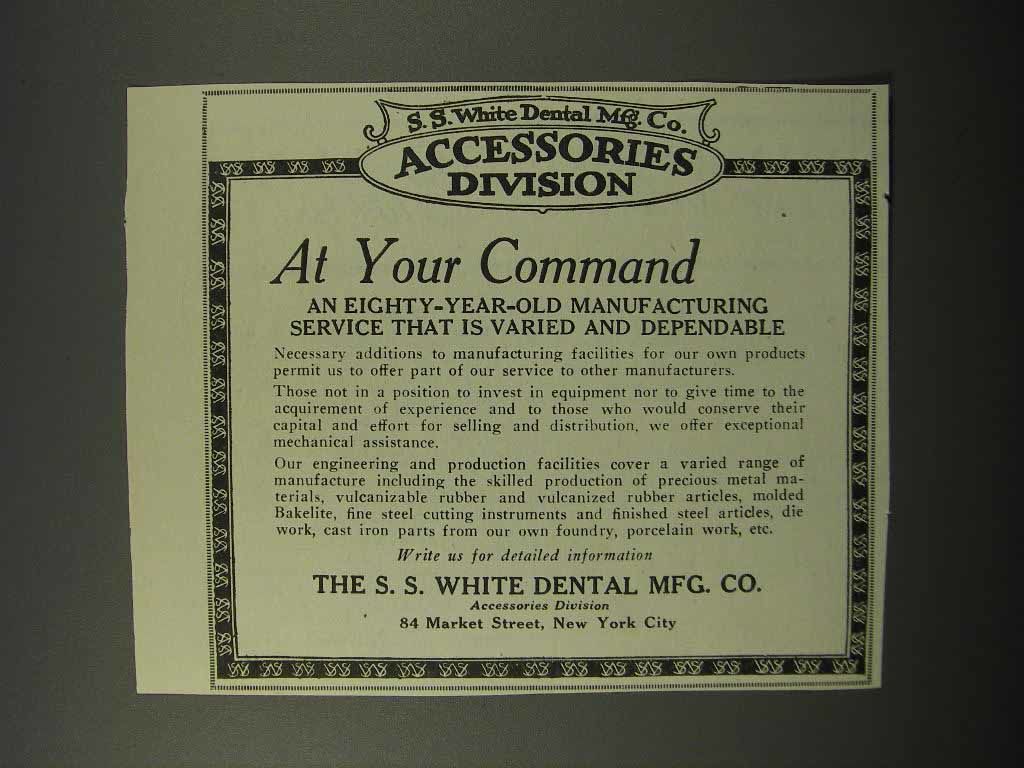 S. S. White Dental Mfg. Co.
ACCESSORIES
DIVISION
At Your Command
AN EIGHTY-YEAR-OLD MANUFACTURING
SERVICE THAT IS VARIED AND DEPENDABLE
Necessary additions to manufacturing facilities for our own products
permit us to offer part of our service to other manufacturers.
Those not in a position to invest in equipment nor to give time to the
acquirement of experience and to those who would conserve their
capital and effort for selling and distribution, we offer exceptional
mechanical assistance.
Our engineering and production facilities cover a varied range of
manufacture including the skilled production of precious metal ma-
terials, vulcanizable rubber and vulcanized rubber articles, molded
Bakelite, fine steel cutting instruments and finished steel articles, die
work, cast iron parts from our own foundry, porcelain work, etc.
Write us for detailed information
THE S. S. WHITE DENTAL MFG. CO.
Accessories Division
84 Market Street, New York City